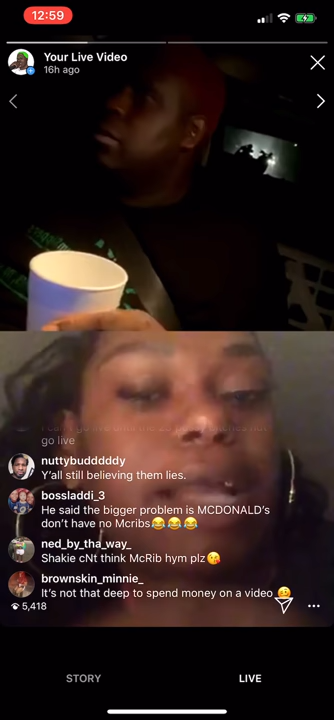 12:59
Your Live Video
16h ago
go live
nuttybudddddy
Y'all still believing them lies.
bossladdi_3
He said the bigger problem is MCDONALD's
don't have no Mcribs😂😂😂
ned_by_tha_way_
Shakie cNt think McRib hym plz😘
brownskin_minnie_
It's not that deep to spend money on a video
5,418
STORY
LIVE